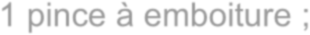 1 pince à emboiture ;